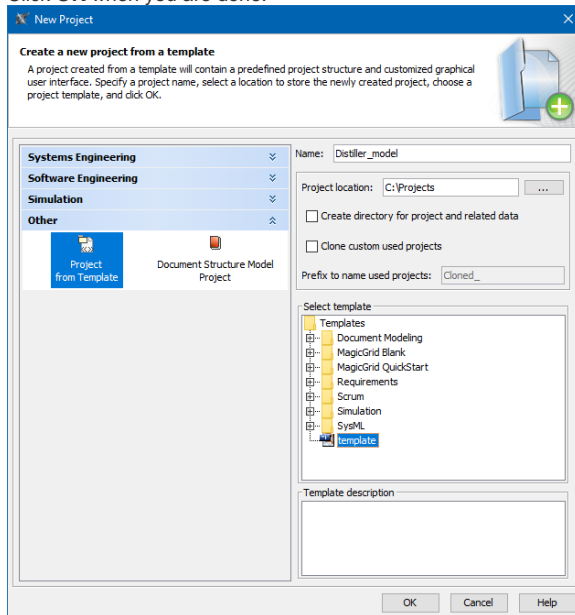 New Project
Create a new project from a template
A project created from a template will contain a predefined
project structure and customized graphical
user interface. Specify a project name, select a location to
store the newly created project, choose a
project template, and click OK.
Systems Engineering
Software Engineering
Simulation
Other
Project
from Template
Document Structure Model
Project
Name: Distiller_model
Project location: C:\Projects ...
Create directory for project and related data
Clone custom used projects
Prefix to name used projects: Cloned_
Select template
Templates
Document Modeling
MagicGrid Blank
MagicGrid QuickStart
Requirements
Scrum
Simulation
SysML
template
Template description
OK Cancel Help